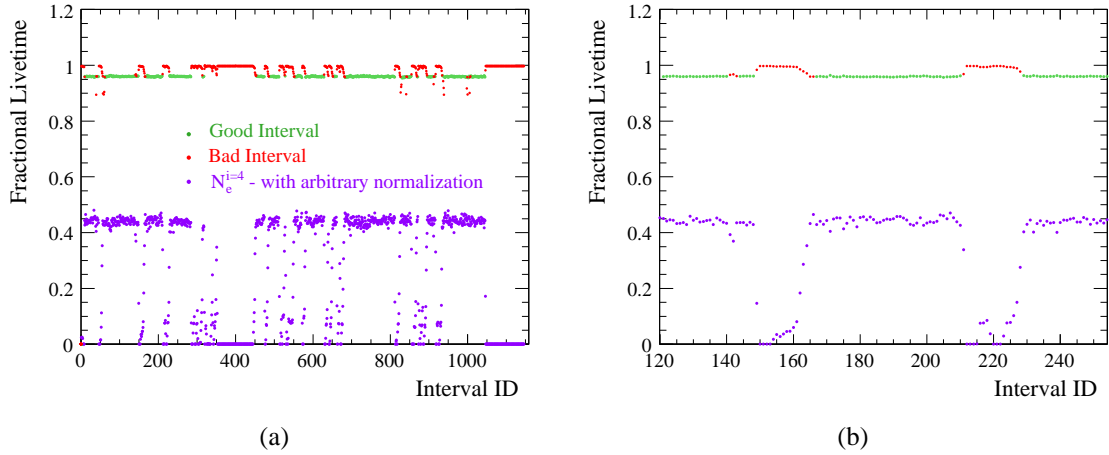 Fractional Livetime
1.2
1
0.8
0.6
0.4
0.2
0
Good Interval
Bad Interval
N_e^{i=4} - with arbitrary normalization
0 200 400 600 800 1000
Interval ID
(a)
Fractional Livetime
1.2
1
0.8
0.6
0.4
0.2
0
120 140 160 180 200 220 240
Interval ID
(b)